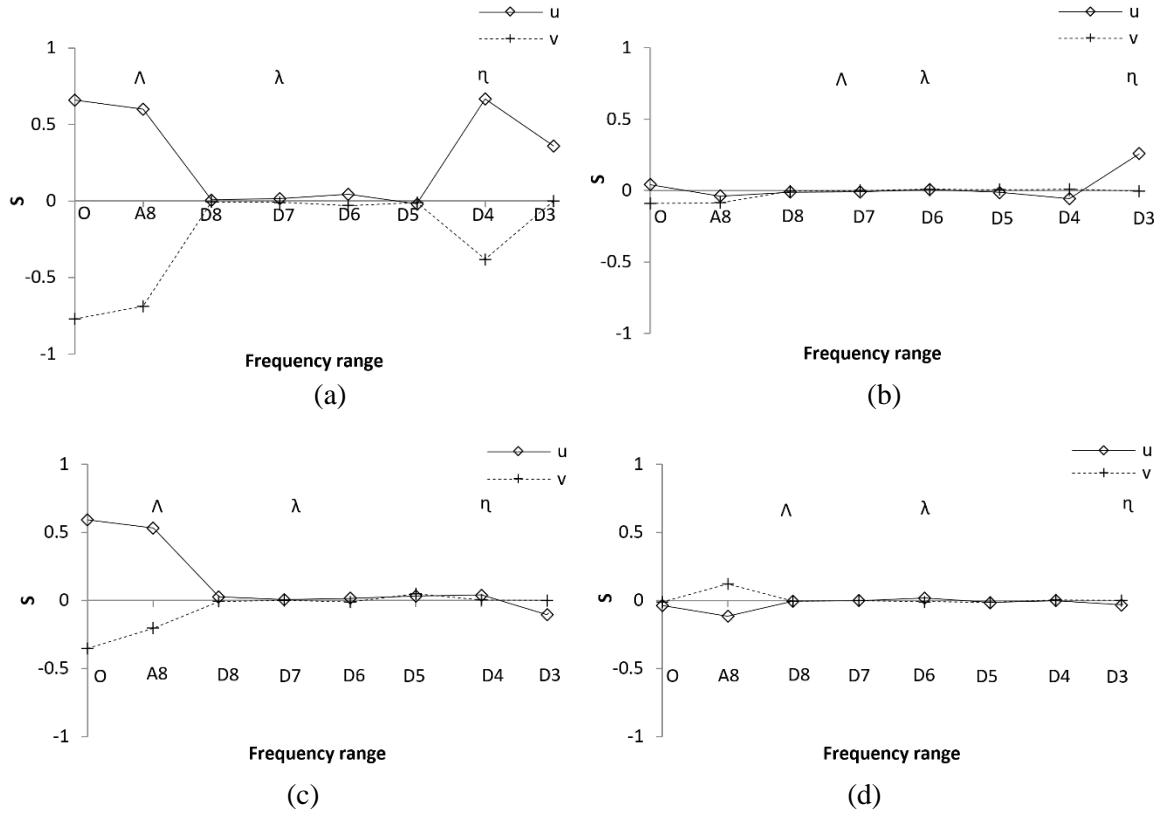 u
v
1
Λ λ η
0.5
S
0
O A8 D8 D7 D6 D5 D4 D3
-0.5
-1
Frequency range
(a)
u
v
1
Λ λ η
0.5
S
0
O A8 D8 D7 D6 D5 D4 D3
-0.5
-1
Frequency range
(b)
u
v
1
Λ λ η
0.5
S
0
-0.5
O A8 D8 D7 D6 D5 D4 D3
-1
Frequency range
(c)
u
v
1
Λ λ η
0.5
S
0
-0.5
O A8 D8 D7 D6 D5 D4 D3
-1
Frequency range
(d)